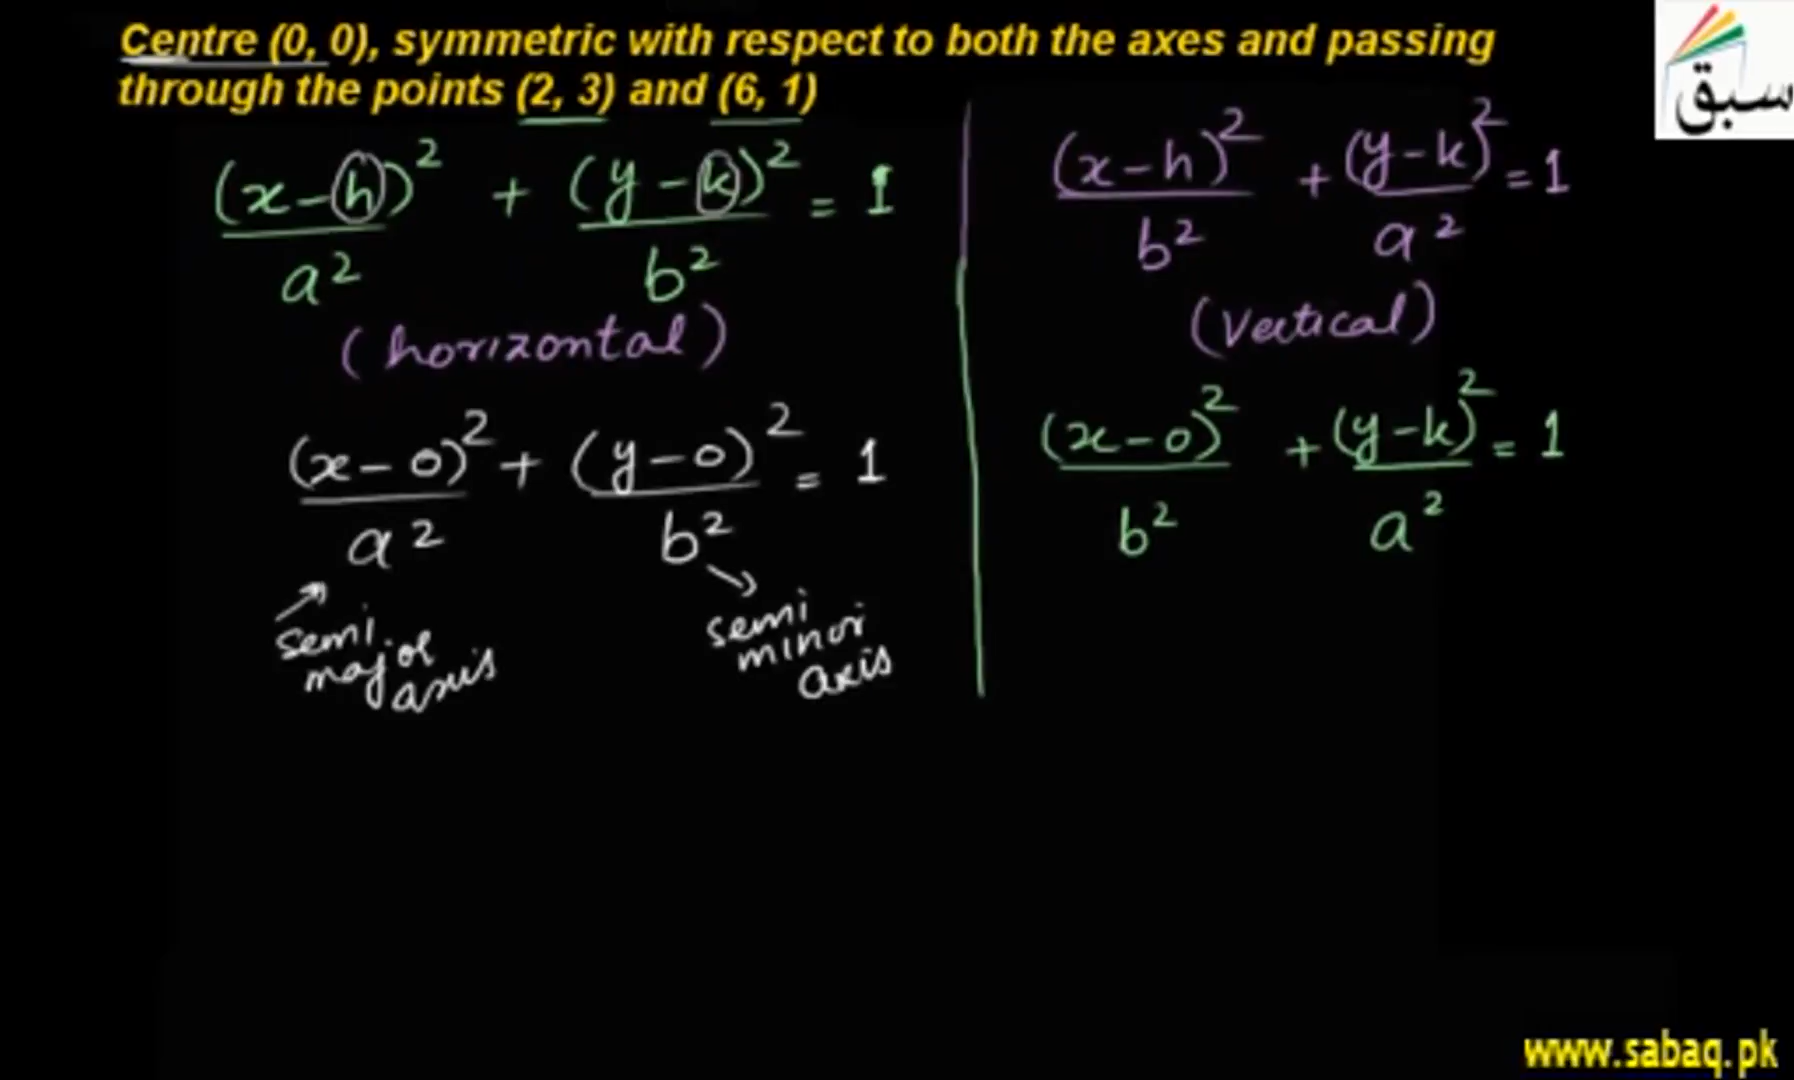 Centre (0, 0), symmetric with respect to both the axes and passing
through the points (2, 3) and (6, 1)
سبق
(x-h)²/a² + (y-k)²/b² = 1
(horizontal)
(x-0)²/a² + (y-0)²/b² = 1
semi major axis
semi minor axis
(x-h)²/b² + (y-k)²/a² = 1
(Vertical)
(x-0)²/b² + (y-k)²/a² = 1
www.sabaq.pk